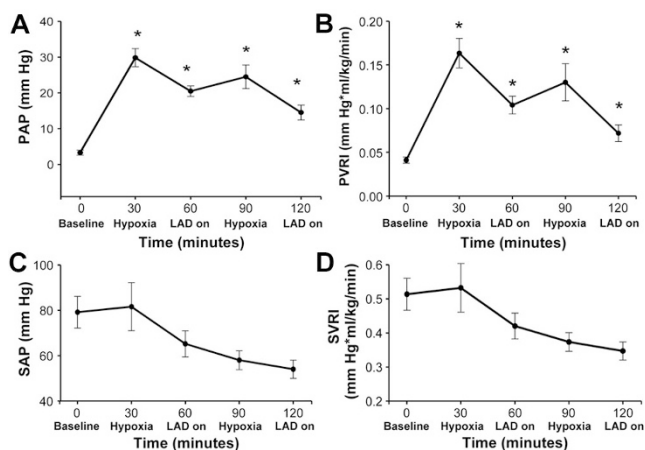 A
PAP (mm Hg)
40
30
20
10
0
*
*
*
*
0 30 60 90 120
Baseline Hypoxia LAD on Hypoxia LAD on
Time (minutes)
B
PVRI (mm Hg*ml/kg/min)
0.20
0.15
0.10
0.05
0.00
*
*
*
*
0 30 60 90 120
Baseline Hypoxia LAD on Hypoxia LAD on
Time (minutes)
C
SAP (mm Hg)
100
80
60
40
0 30 60 90 120
Baseline Hypoxia LAD on Hypoxia LAD on
Time (minutes)
D
SVRI
(mm Hg*ml/kg/min)
0.6
0.5
0.4
0.3
0.2
0 30 60 90 120
Baseline Hypoxia LAD on Hypoxia LAD on
Time (minutes)